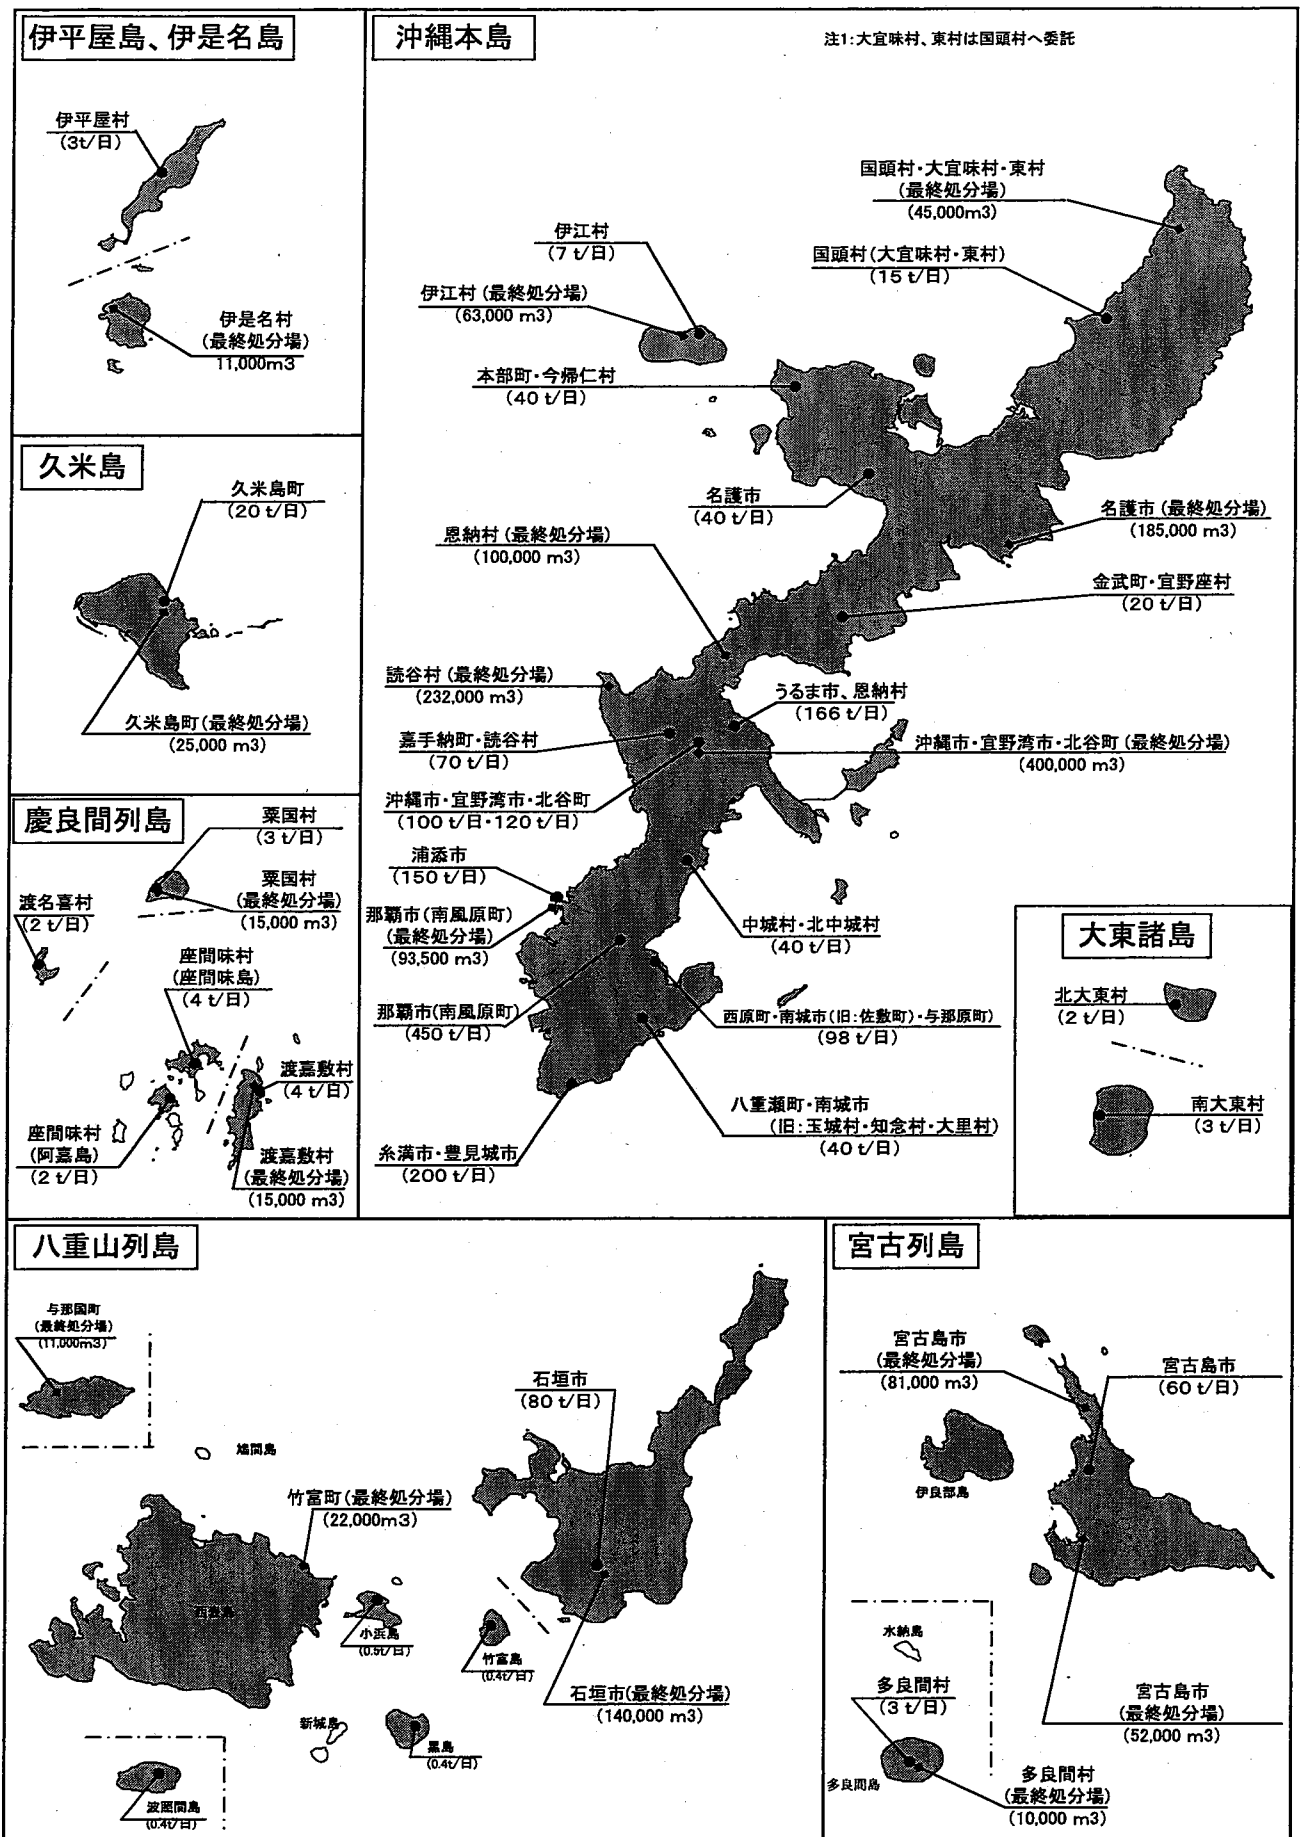 伊平屋島、伊是名島
伊平屋村
(3t/日)
伊是名村
(最終処分場)
11,000m3
久米島
久米島町
(20 t/日)
久米島町(最終処分場)
(25,000 m3)
慶良間列島
粟国村
(3 t/日)
粟国村
(最終処分場)
(15,000 m3)
渡名喜村
(2 t/日)
座間味村
(座間味島)
(4 t/日)
渡嘉敷村
(4 t/日)
座間味村
(阿嘉島)
(2 t/日)
渡嘉敷村
(最終処分場)
(15,000 m3)
沖縄本島
注1:大宜味村、東村は国頭村へ委託
国頭村・大宜味村・東村
(最終処分場)
(45,000m3)
国頭村(大宜味村・東村)
(15 t/日)
伊江村
(7 t/日)
伊江村(最終処分場)
(63,000 m3)
本部町・今帰仁村
(40 t/日)
名護市
(40 t/日)
名護市(最終処分場)
(185,000 m3)
恩納村(最終処分場)
(100,000 m3)
金武町・宜野座村
(20 t/日)
読谷村(最終処分場)
(232,000 m3)
うるま市、恩納村
(166 t/日)
嘉手納町・読谷村
(70 t/日)
沖縄市・宜野湾市・北谷町(最終処分場)
(400,000 m3)
沖縄市・宜野湾市・北谷町
(100 t/日・120 t/日)
浦添市
(150 t/日)
那覇市(南風原町)
(最終処分場)
(93,500 m3)
中城村・北中城村
(40 t/日)
那覇市(南風原町)
(450 t/日)
西原町・南城市(旧:佐敷町)・与那原町)
(98 t/日)
八重瀬町・南城市
(旧:玉城村・知念村・大里村)
(40 t/日)
糸満市・豊見城市
(200 t/日)
大東諸島
北大東村
(2 t/日)
南大東村
(3 t/日)
八重山列島
与那国町
(最終処分場)
(11,000m3)
鳩間島
石垣市
(80 t/日)
竹富町(最終処分場)
(22,000m3)
西表島
小浜島
(0.5t/日)
竹富島
(0.4t/日)
石垣市(最終処分場)
(140,000 m3)
新城島
黒島
(0.4t/日)
波照間島
(0.4t/日)
宮古列島
宮古島市
(最終処分場)
(81,000 m3)
宮古島市
(60 t/日)
伊良部島
水納島
多良間村
(3 t/日)
宮古島市
(最終処分場)
(52,000 m3)
多良間島
多良間村
(最終処分場)
(10,000 m3)